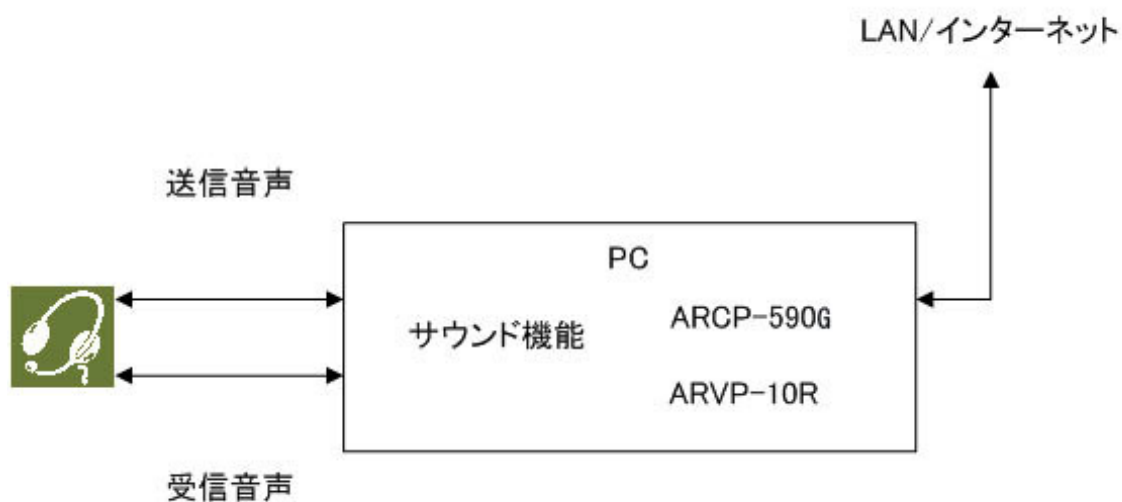 LAN/インターネット
送信音声
PC
サウンド機能
ARCP-590G
ARVP-10R
受信音声